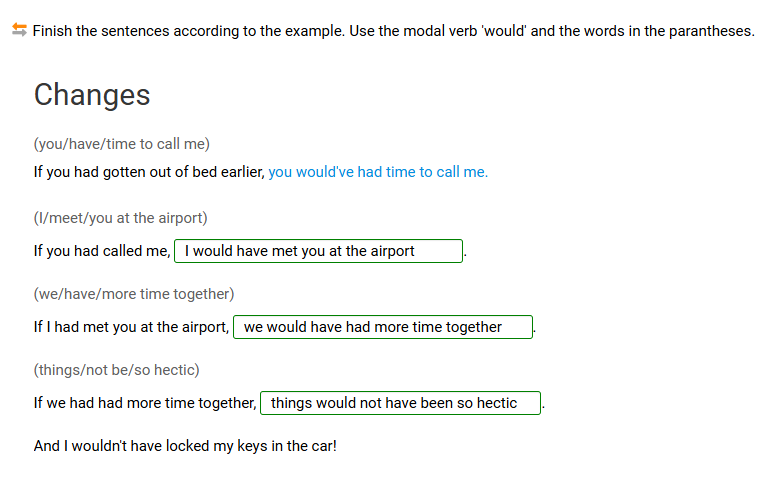 Finish the sentences according to the example. Use the modal verb 'would' and the words in the parantheses.
Changes
(you/have/time to call me)
If you had gotten out of bed earlier, you would've had time to call me.
(I/meet/you at the airport)
If you had called me, I would have met you at the airport.
(we/have/more time together)
If I had met you at the airport, we would have had more time together.
(things/not be/so hectic)
If we had had more time together, things would not have been so hectic.
And I wouldn't have locked my keys in the car!